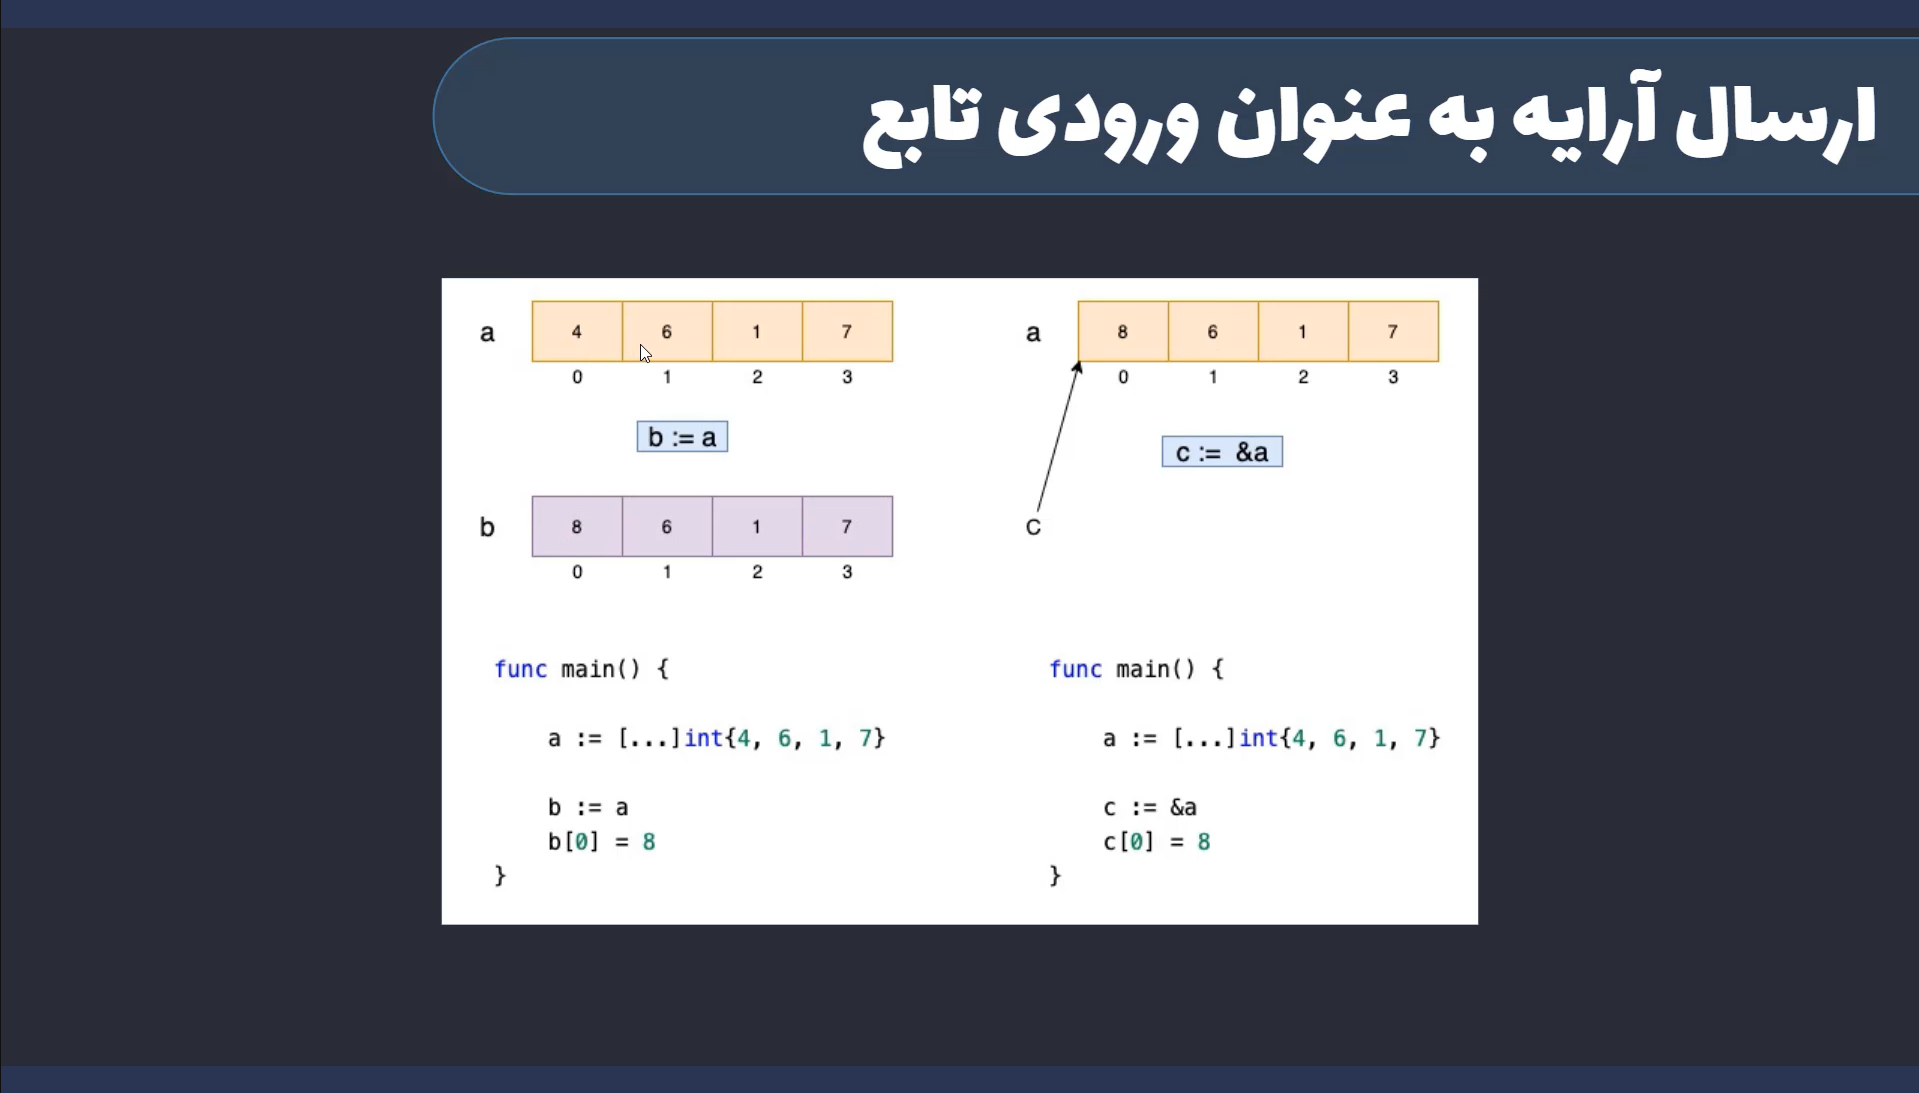 ارسال آرایه به عنوان ورودی تابع
a 4 6 1 7
0 1 2 3
b := a
b 8 6 1 7
0 1 2 3
func main() {
a := [...]int{4, 6, 1, 7}
b := a
b[0] = 8
}
a 8 6 1 7
0 1 2 3
c := &a
C
func main() {
a := [...]int{4, 6, 1, 7}
c := &a
c[0] = 8
}